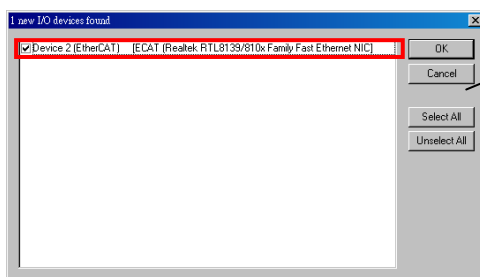 1 new I/O devices found
Device 2 (EtherCAT) [ECAT (Realtek RTL8139/810x Family Fast Ethernet NIC]
OK
Cancel
Select All
Unselect All